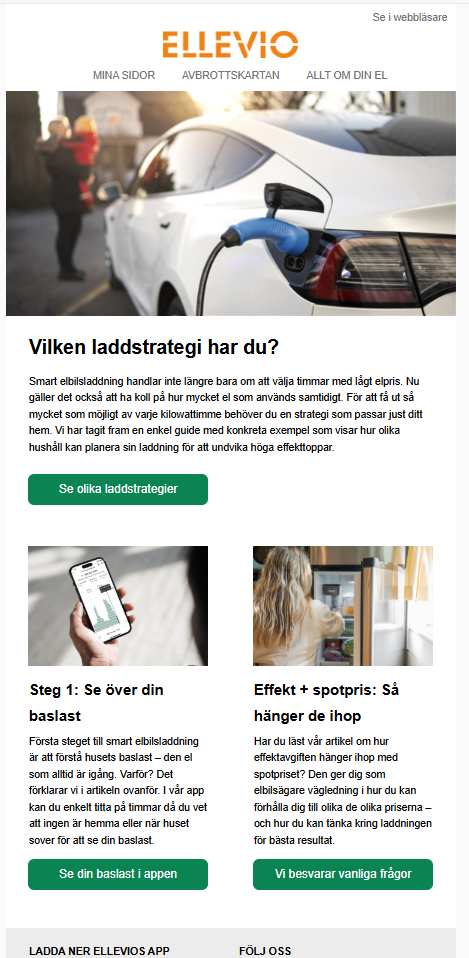 Se i webbläsare
ELLEVIO
MINA SIDOR AVBROTTSKARTAN ALLT OM DIN EL
Vilken laddstrategi har du?
Smart elbilsladdning handlar inte längre bara om att välja timmar med lågt elpris. Nu
gäller det också att ha koll på hur mycket el som används samtidigt. För att få ut så
mycket som möjligt av varje kilowattimme behöver du en strategi som passar just ditt
hem. Vi har tagit fram en enkel guide med konkreta exempel som visar hur olika
hushåll kan planera sin laddning för att undvika höga effekttoppar.
Se olika laddstrategier
Steg 1: Se över din
baslast
Första steget till smart elbilsladdning
är att förstå husets baslast – den el
som alltid är igång. Varför? Det
förklarar vi i artikeln ovanför. I vår app
kan du enkelt titta på timmar då du vet
att ingen är hemma eller när huset
sover för att se din baslast.
Se din baslast i appen
Effekt + spotpris: Så
hänger de ihop
Har du läst vår artikel om hur
effektavgiften hänger ihop med
spotpriset? Den ger dig som
elbilsägare vägledning i hur du kan
förhålla dig till olika de olika priserna –
och hur du kan tänka kring laddningen
för bästa resultat.
Vi besvarar vanliga frågor
LADDA NER ELLEVIOS APP FÖLJ OSS